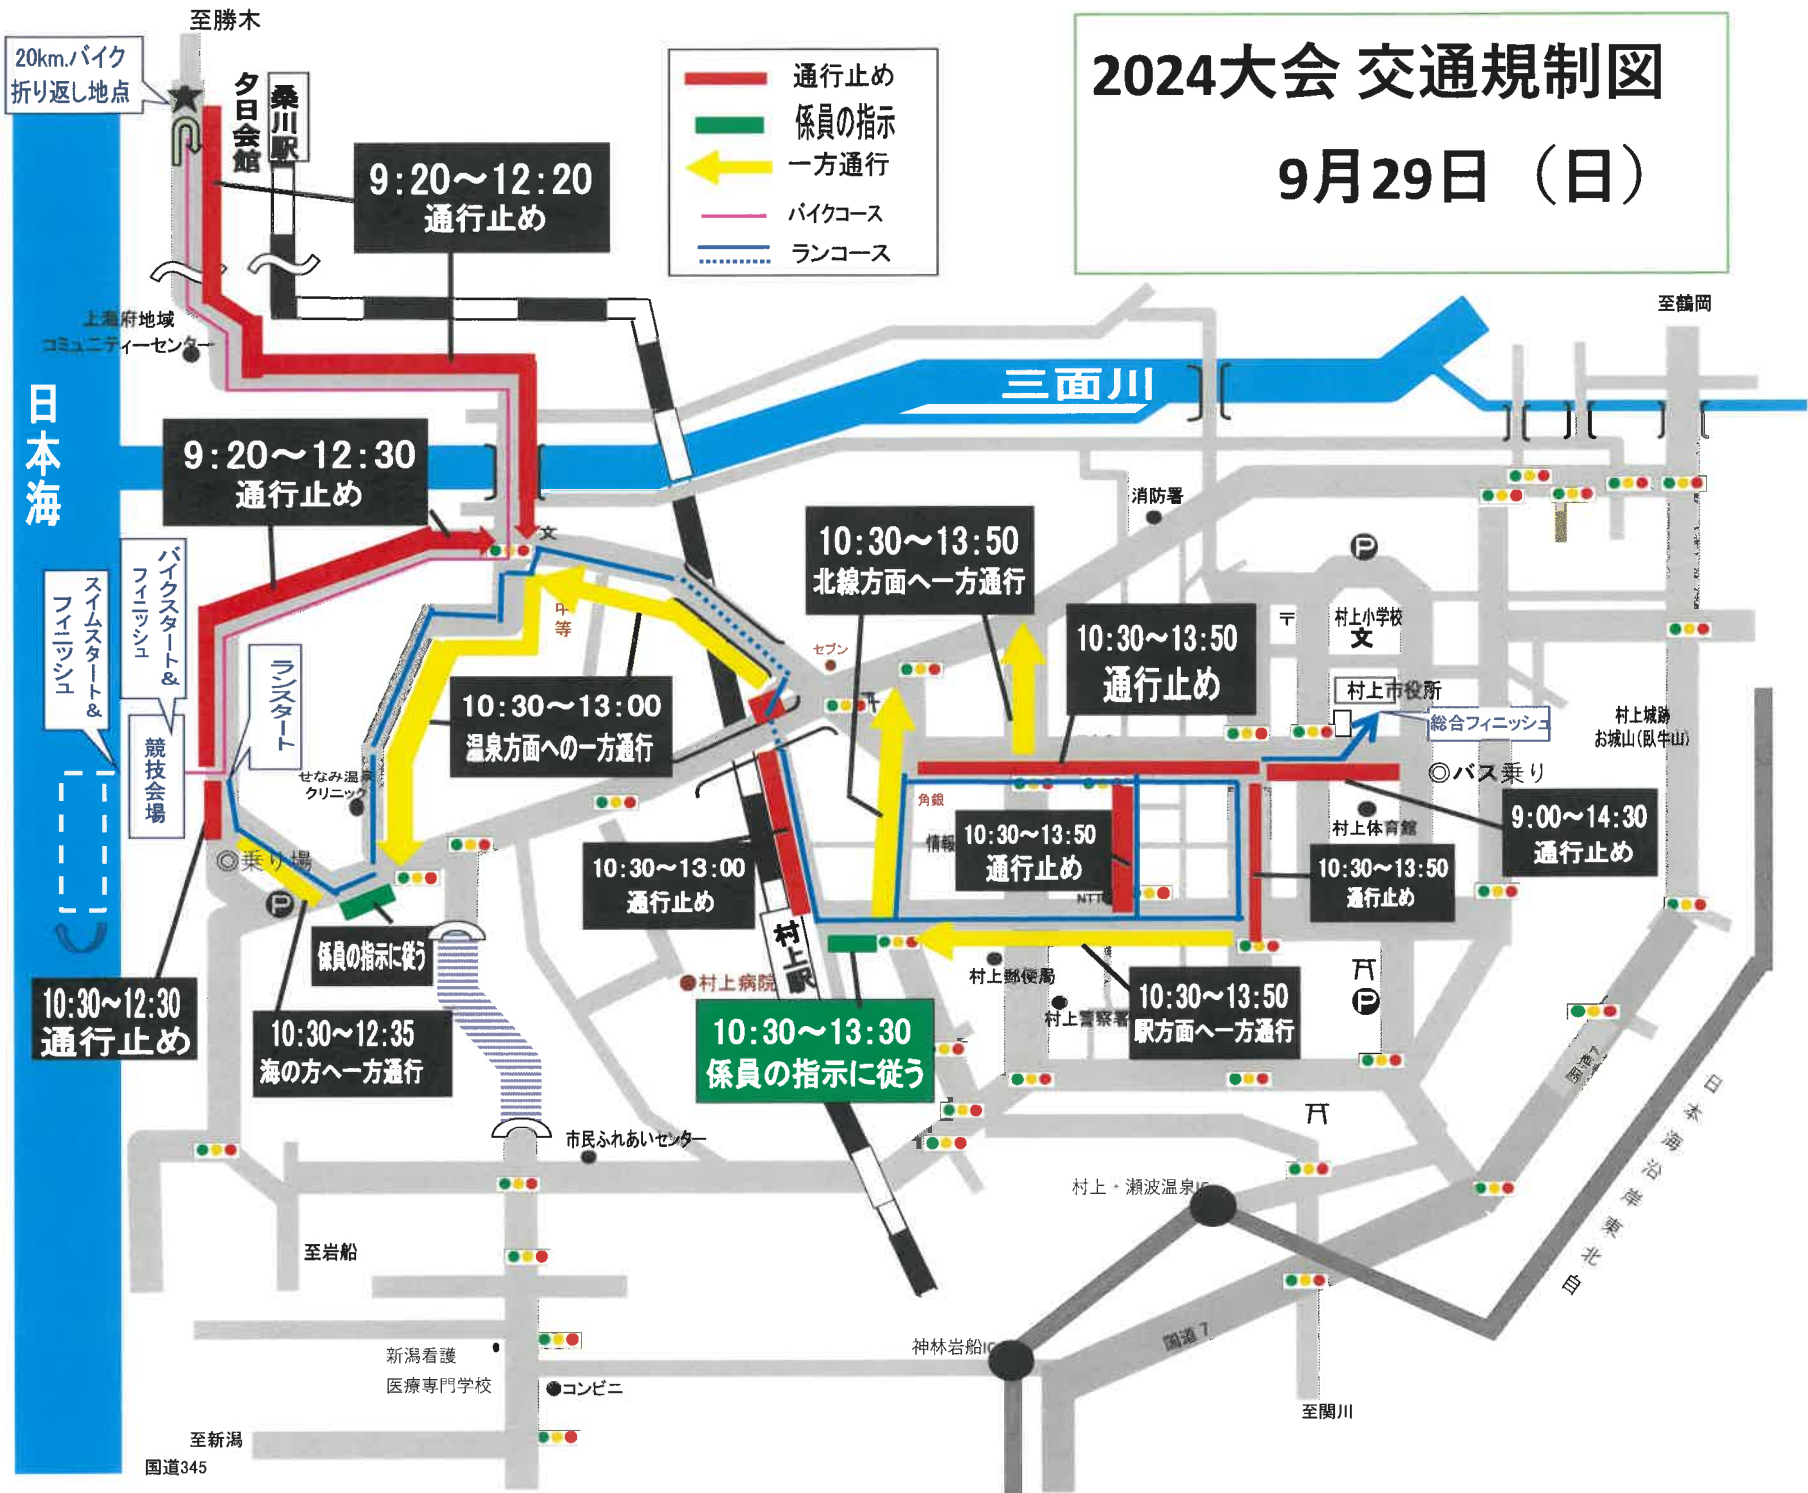 2024大会 交通規制図
9月29日（日）
通行止め
係員の指示
一方通行
バイクコース
ランコース
至勝木
20km.バイク
折り返し地点
夕日会館
桑川駅
9:20～12:20
通行止め
上海府地域
コミュニティーセンター
日本海
三面川
至鶴岡
9:20～12:30
通行止め
文
中等
消防署
10:30～13:50
北線方面へ一方通行
10:30～13:50
通行止め
〒
村上小学校
文
P
村上市役所
総合フィニッシュ
村上城跡
お城山(臥牛山)
◎バス乗り
バイクスタート&
フィニッシュ
スイムスタート&
フィニッシュ
ランスタート
競技会場
セブン
10:30～13:00
温泉方面への一方通行
せなみ温泉
クリニック
◎乗り場
P
係員の指示に従う
10:30～12:30
通行止め
10:30～12:35
海の方へ一方通行
10:30～13:00
通行止め
角銀
情報
10:30～13:50
通行止め
NTT
村上体育館
9:00～14:30
通行止め
10:30～13:50
通行止め
村上駅
村上病院
村上郵便局
村上警察署
10:30～13:50
駅方面へ一方通行
P
10:30～13:30
係員の指示に従う
市民ふれあいセンター
村上・瀬波温泉IC
日本海沿岸東北自
至岩船
新潟看護
医療専門学校
コンビニ
神林岩船IC
国道7
至関川
至新潟
国道345